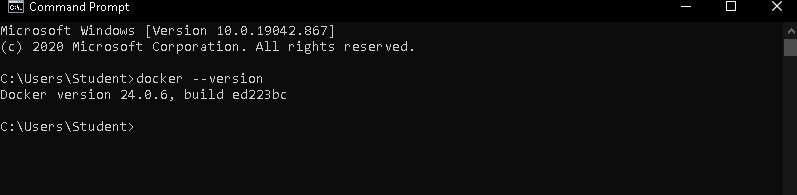 Command Prompt
Microsoft Windows [Version 10.0.19042.867]
(c) 2020 Microsoft Corporation. All rights reserved.
C:\Users\Student>docker --version
Docker version 24.0.6, build ed223bc
C:\Users\Student>